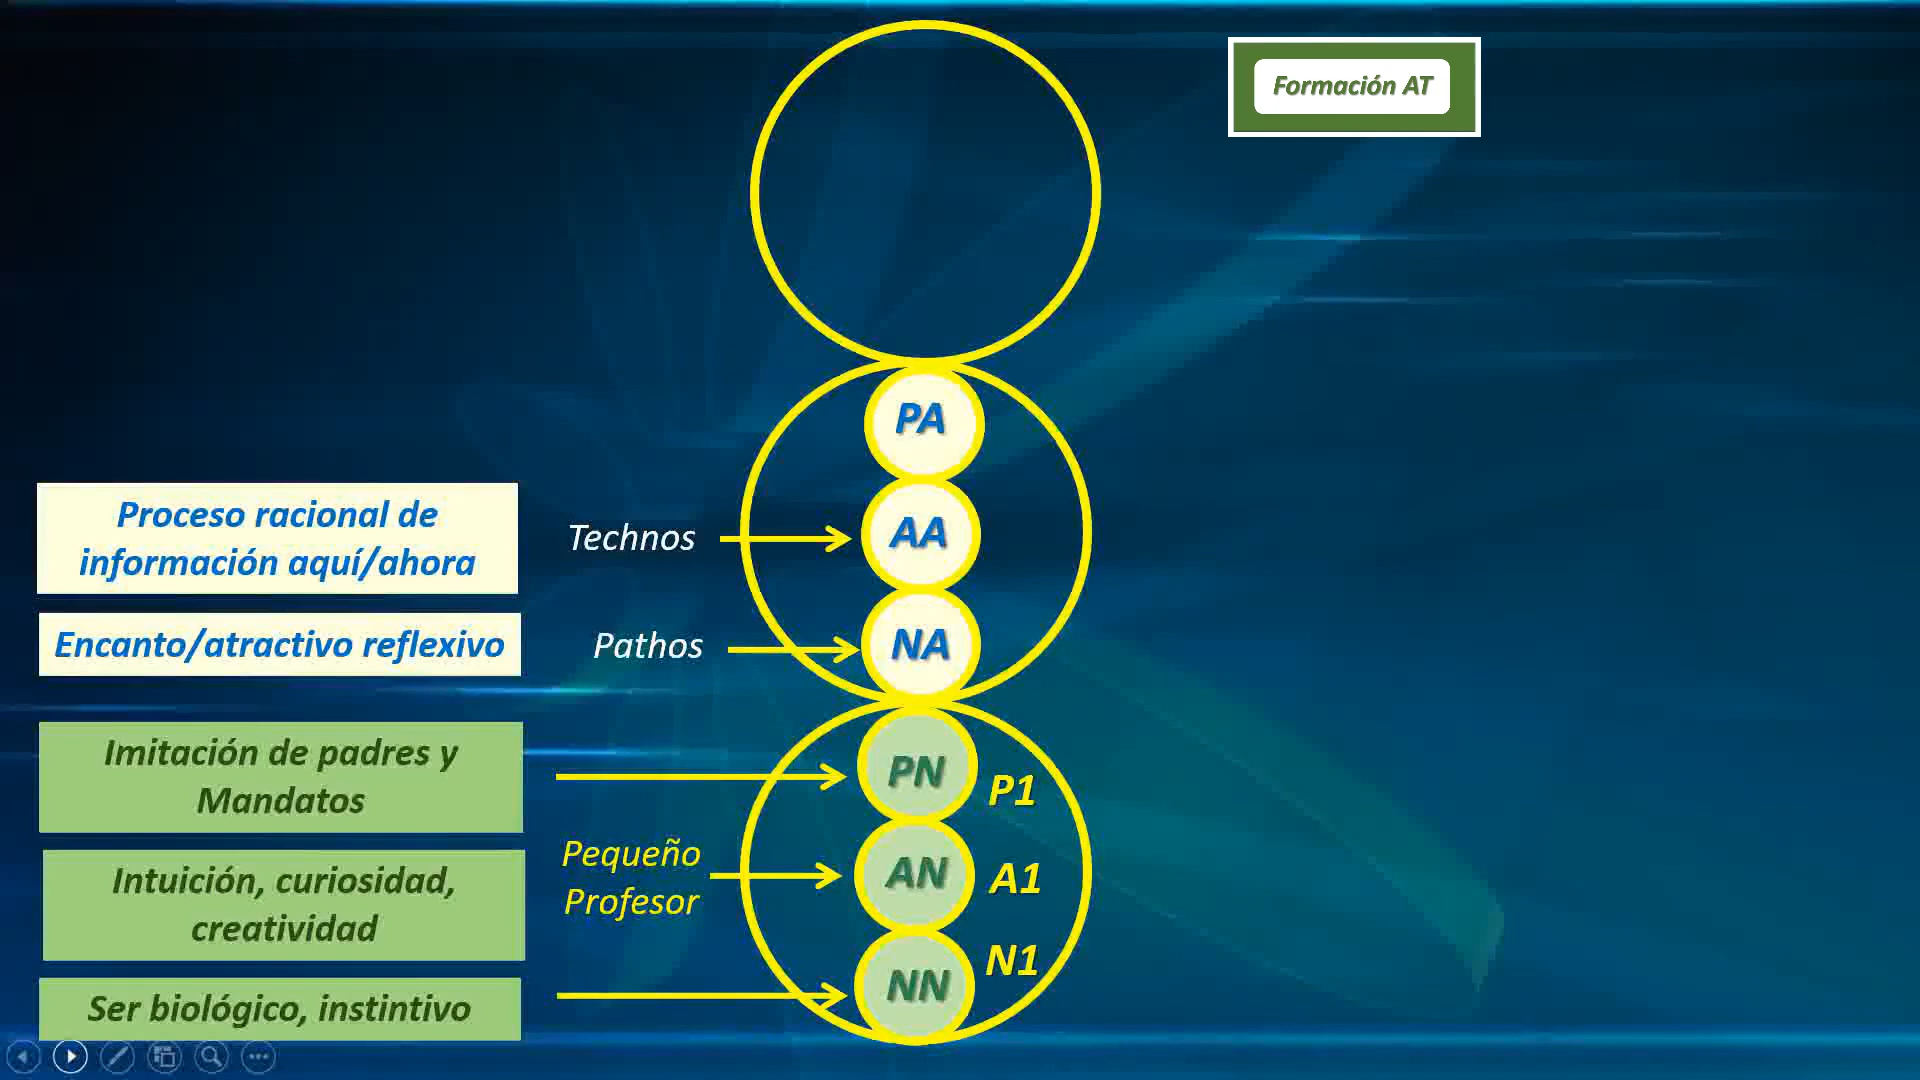 Formación AT
PA
Proceso racional de
información aquí/ahora
Technos
AA
Encanto/atractivo reflexivo
Pathos
NA
Imitación de padres y
Mandatos
PN
P1
Intuición, curiosidad,
creatividad
Pequeño
Profesor
AN
A1
Ser biológico, instintivo
NN
N1